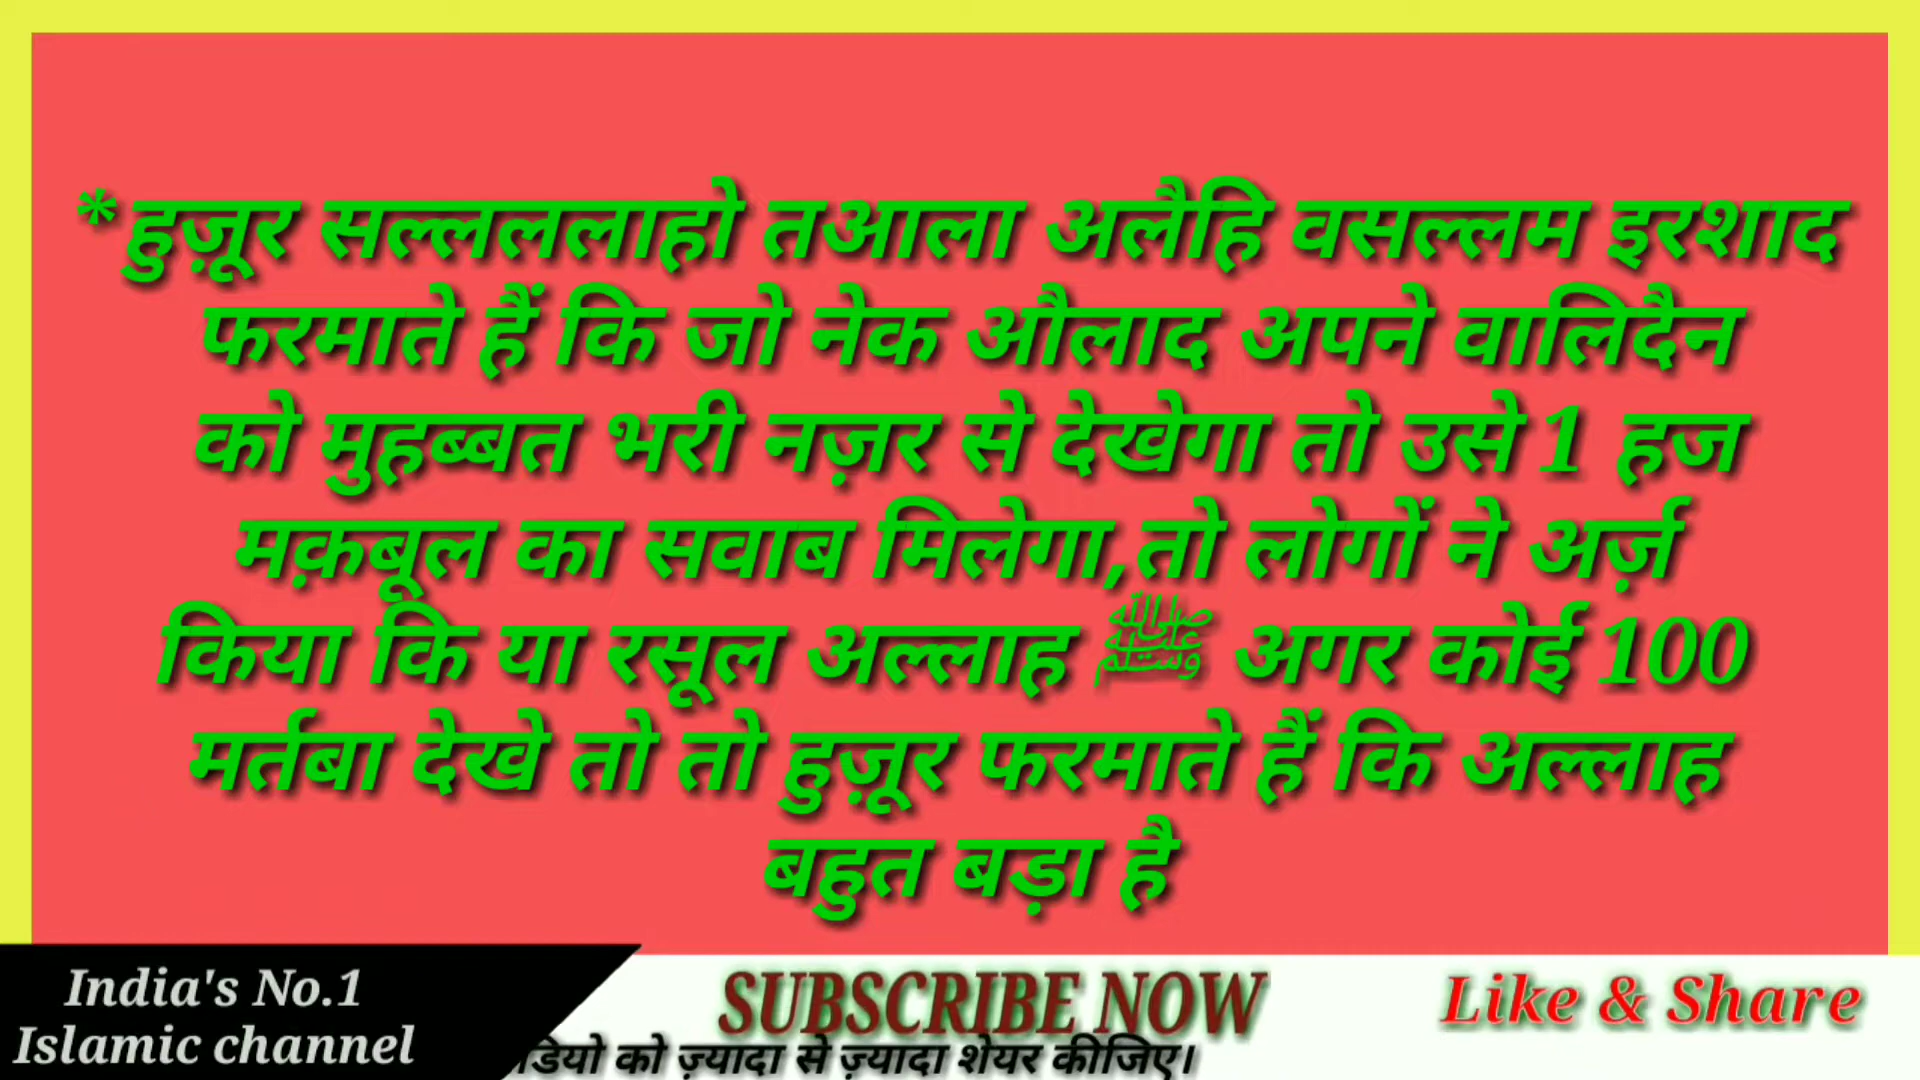 *हुज़ूर सल्लललाहो तआला अलैहि वसल्लम इरशाद
फरमाते हैं कि जो नेक औलाद अपने वालिदैन
को मुहब्बत भरी नज़र से देखेगा तो उसे 1 हज
मक़बूल का सवाब मिलेगा,तो लोगों ने अर्ज़
किया कि या रसूल अल्लाह ﷺ अगर कोई 100
मर्तबा देखे तो तो हुज़ूर फरमाते हैं कि अल्लाह
बहुत बड़ा है
India's No.1
Islamic channel
SUBSCRIBE NOW
Like & Share
को ज़्यादा से ज़्यादा शेयर कीजिए।